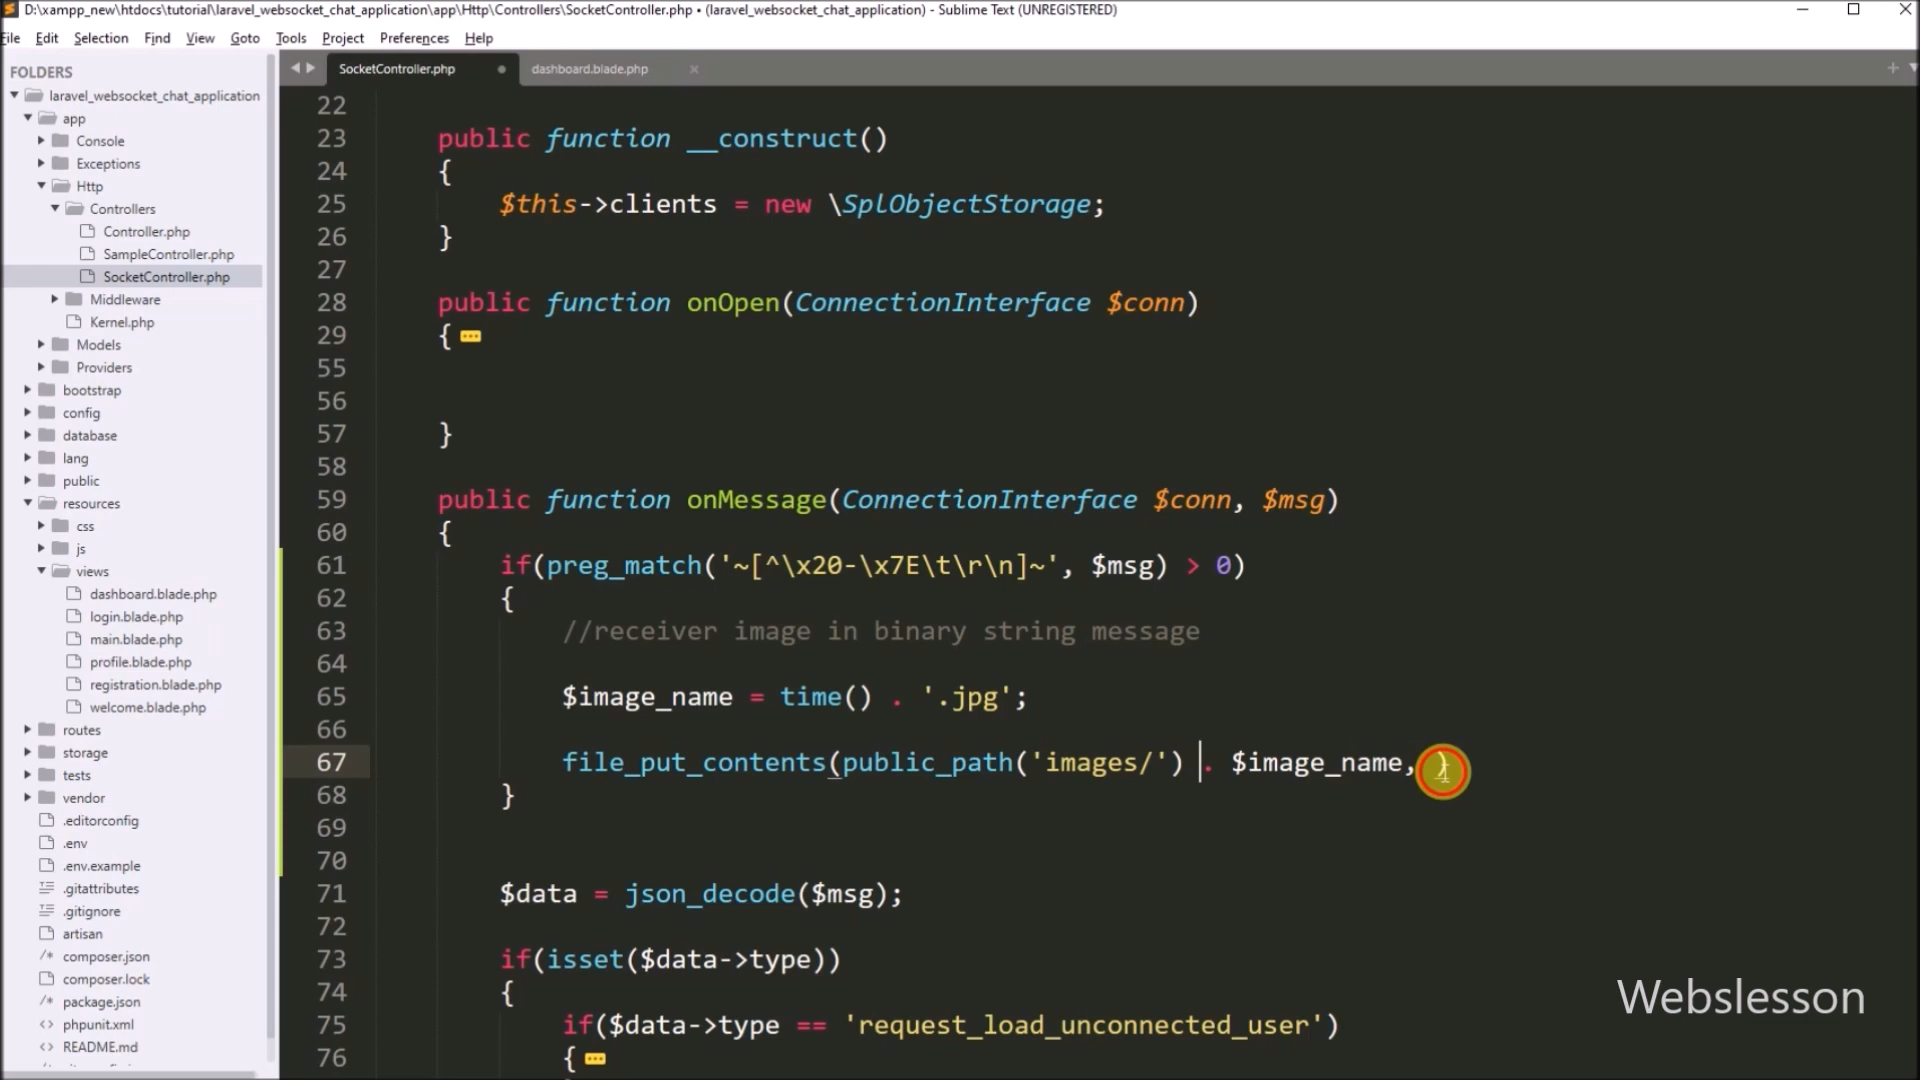 D:\xampp_new\htdocs\tutorial\laravel_websocket_chat_application\app\Http\Controllers\SocketController.php • (laravel_websocket_chat_application) - Sublime Text (UNREGISTERED)
File Edit Selection Find View Goto Tools Project Preferences Help
FOLDERS
laravel_websocket_chat_application
app
Console
Exceptions
Http
Controllers
Controller.php
SampleController.php
SocketController.php
Middleware
Kernel.php
Models
Providers
bootstrap
config
database
lang
public
resources
css
js
views
dashboard.blade.php
login.blade.php
main.blade.php
profile.blade.php
registration.blade.php
welcome.blade.php
routes
storage
tests
vendor
.editorconfig
.env
.env.example
.gitattributes
.gitignore
artisan
composer.json
composer.lock
package.json
phpunit.xml
README.md
SocketController.php dashboard.blade.php
22
23 public function __construct()
24 {
25 $this->clients = new \SplObjectStorage;
26 }
27
28 public function onOpen(ConnectionInterface $conn)
29 {
55
56
57 }
58
59 public function onMessage(ConnectionInterface $conn, $msg)
60 {
61 if(preg_match('~[^\x20-\x7E\t\r\n]~', $msg) > 0)
62 {
63 //receiver image in binary string message
64
65 $image_name = time() . '.jpg';
66
67 file_put_contents(public_path('images/') . $image_name, )
68 }
69
70
71 $data = json_decode($msg);
72
73 if(isset($data->type))
74 {
75 if($data->type == 'request_load_unconnected_user')
76 {
Webslesson